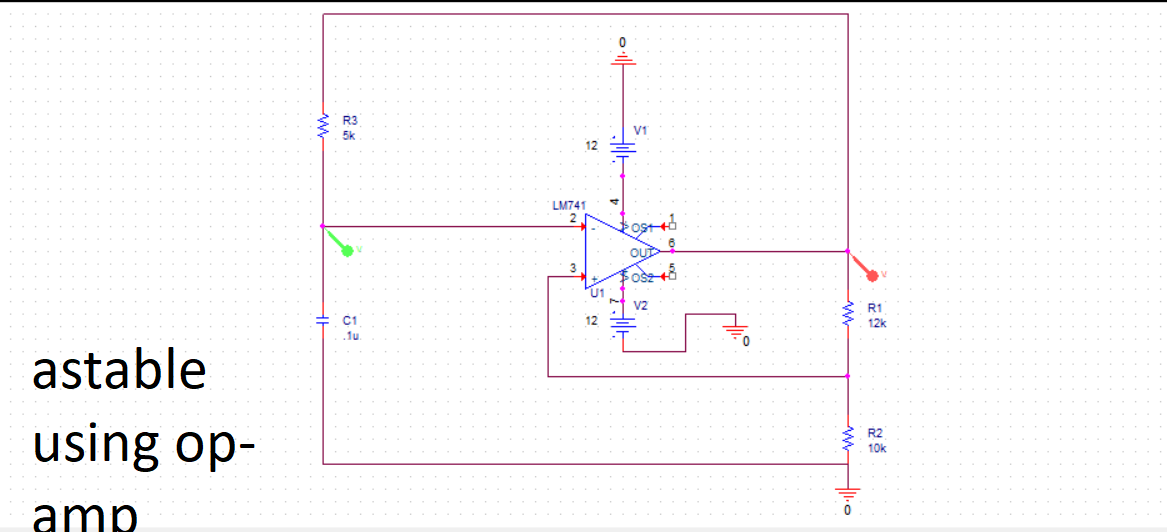 0
V1
12
R3
5k
4
LM741
2
1
-
OS1
6
OUT
V
V
3
5
+
OS2
U1
7
V2
12
R1
12k
0
C1
.1u
R2
10k
0
astable
using op-
amp